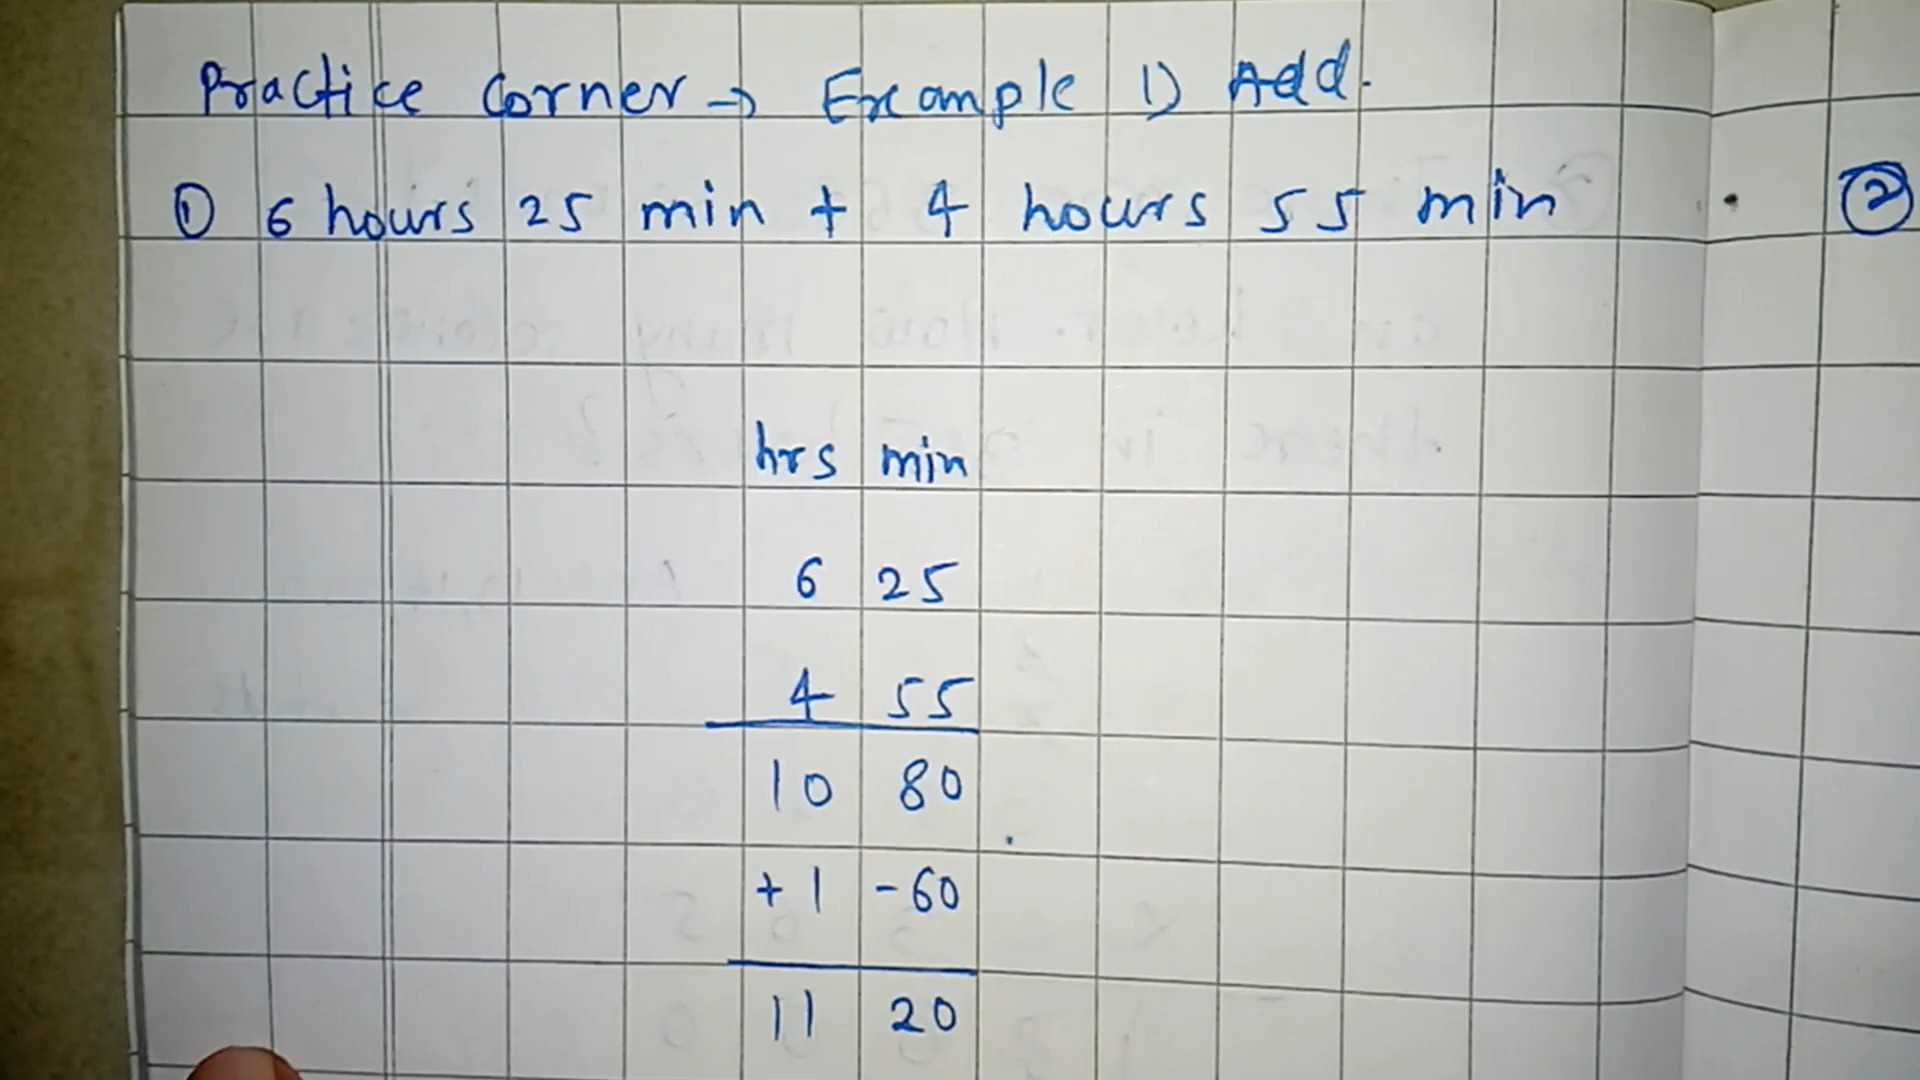 Practice Corner → Example 1) Add.
① 6 hours 25 min + 4 hours 55 min
②
hrs min
6 25
4 55
10 80
+1 -60
11 20